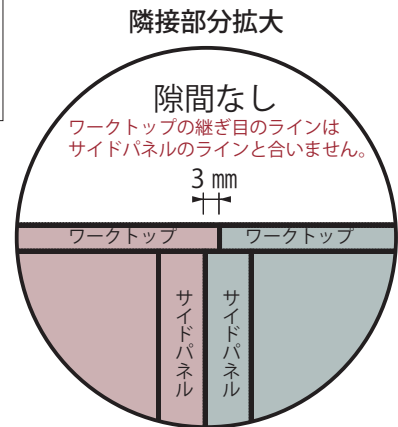 隣接部分拡大
隙間なし
ワークトップの継ぎ目のラインは
サイドパネルのラインと合いません。
3 mm
ワークトップ
ワークトップ
サイドパネル
サイドパネル